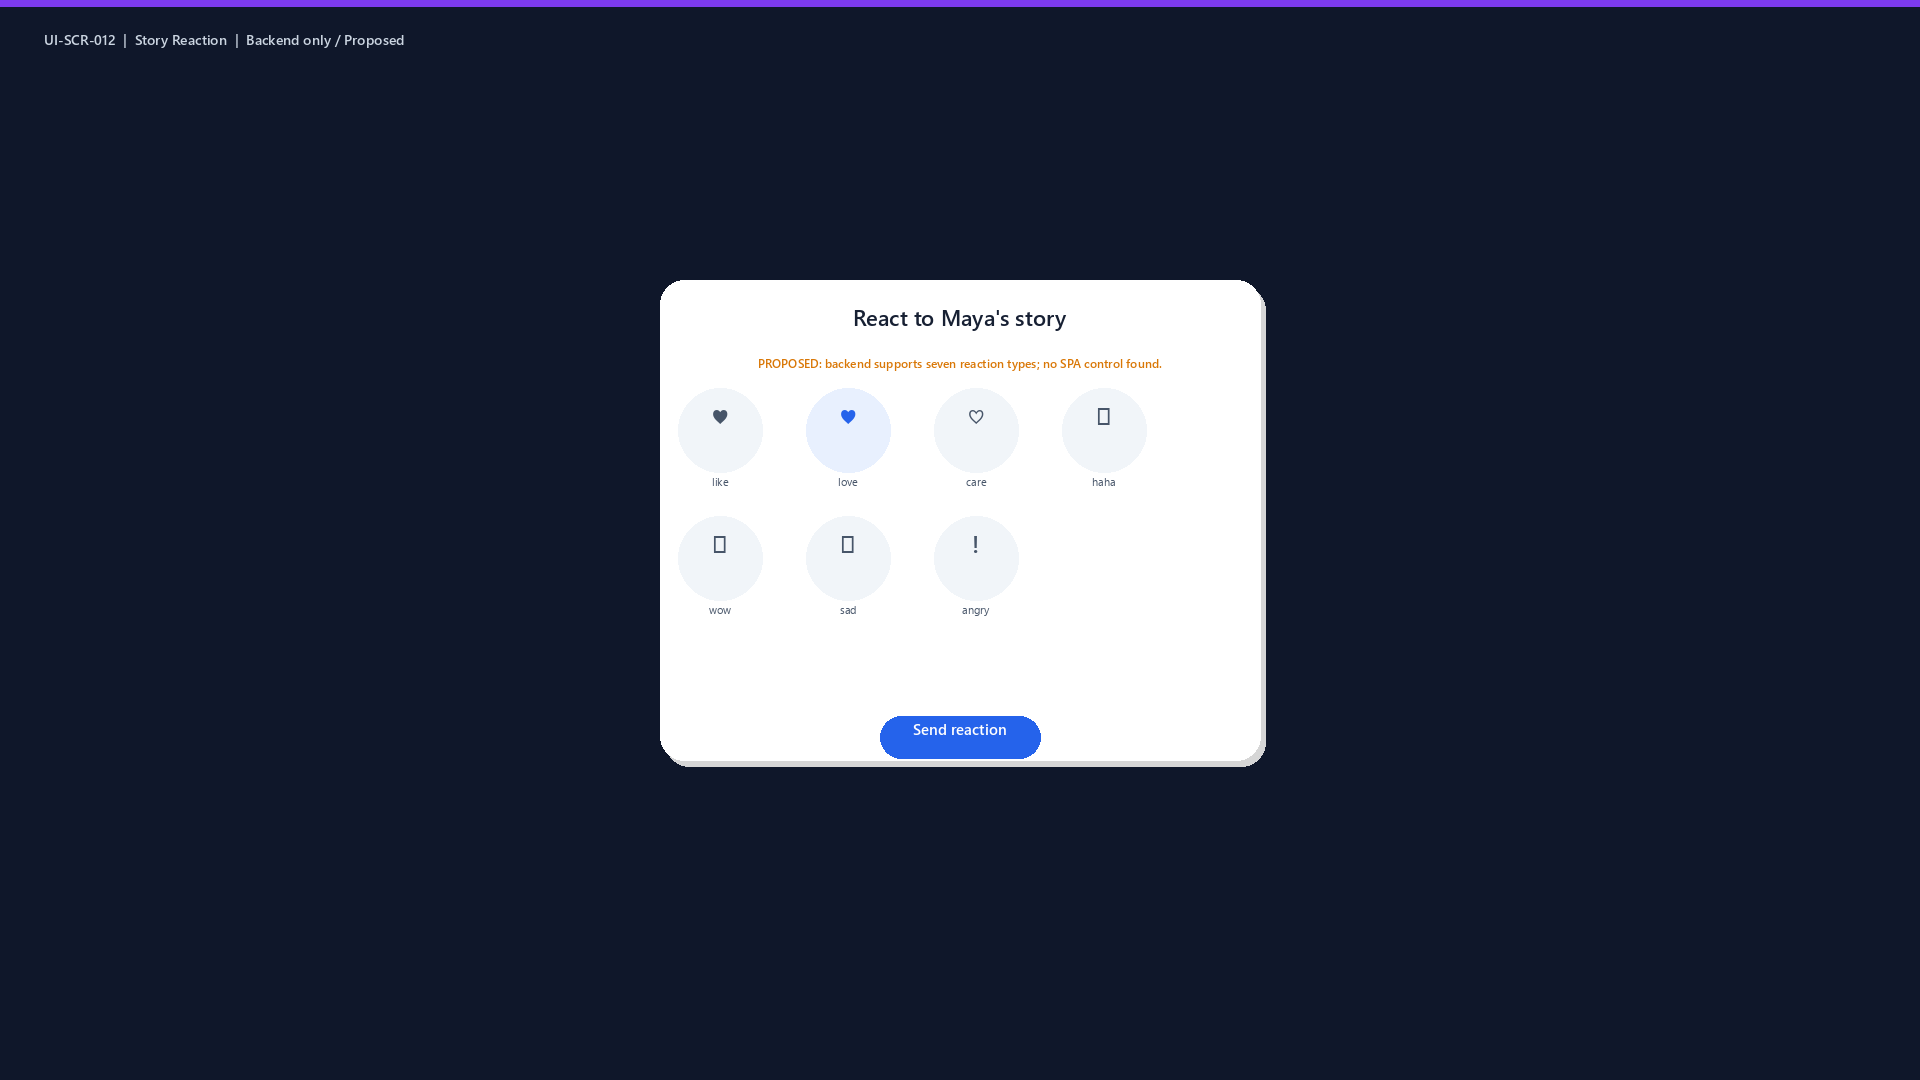 UI-SCR-012 | Story Reaction | Backend only / Proposed
React to Maya's story
PROPOSED: backend supports seven reaction types; no SPA control found.
like love care haha
!
wow sad angry
Send reaction